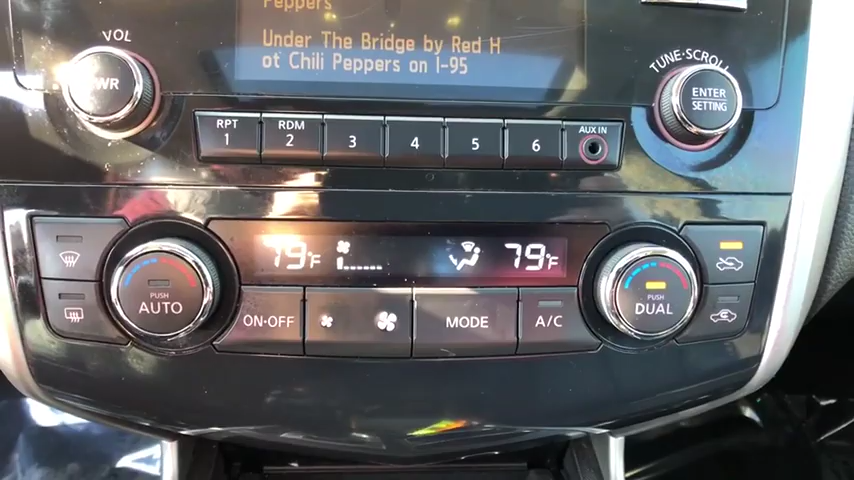 Peppers
VOL
Under The Bridge by Red H
ot Chili Peppers on I-95
TUNE·SCROLL
PWR
ENTER
SETTING
RPT
1
RDM
2
3
4
5
6
AUX IN
79°F
79°F
PUSH
AUTO
PUSH
DUAL
ON·OFF
MODE
A/C